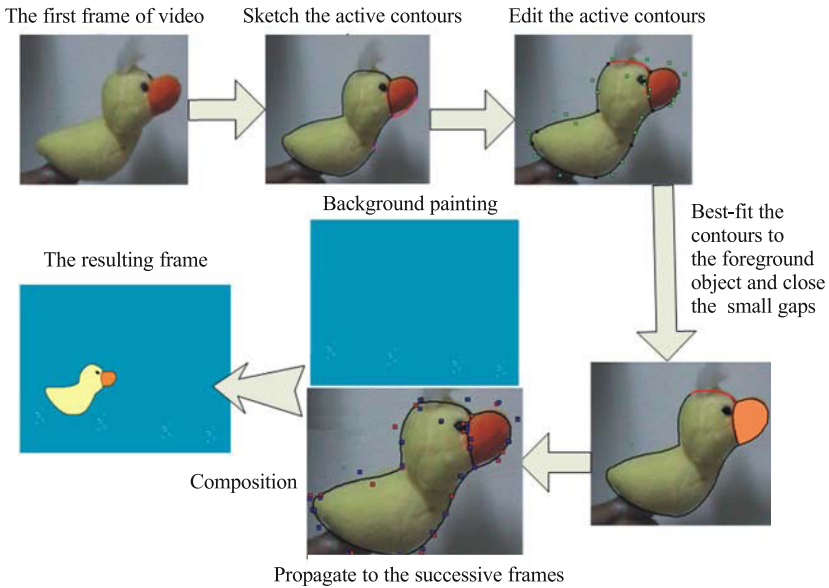 The first frame of video
Sketch the active contours
Edit the active contours
Best-fit the
contours to
the foreground
object and close
the small gaps
Background painting
The resulting frame
Composition
Propagate to the successive frames